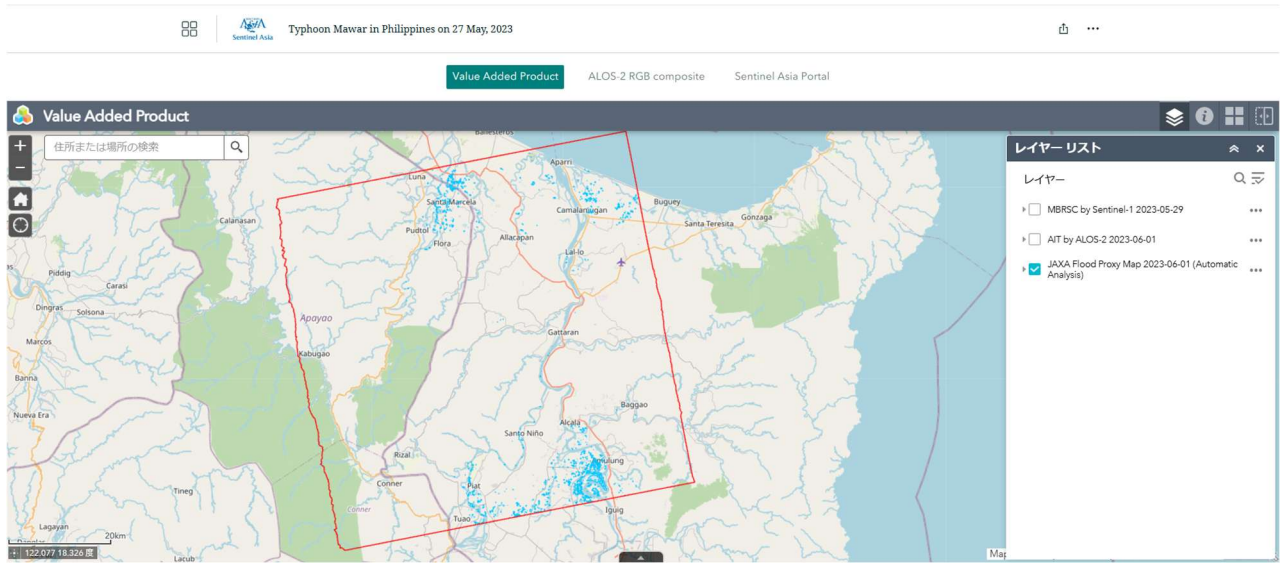 Sentinel Asia
Typhoon Mawar in Philippines on 27 May, 2023
Value Added Product
ALOS-2 RGB composite
Sentinel Asia Portal
Value Added Product
住所または場所の検索
レイヤー リスト
レイヤー
MBRSC by Sentinel-1 2023-05-29
AIT by ALOS-2 2023-06-01
JAXA Flood Proxy Map 2023-06-01 (Automatic
Analysis)
Ballesteros
Aparri
Luna
Santa Marcela
Camalaniugan
Buguey
Calanasan
Pudtol
Flora
Allacapan
Santa Teresita
Gonzaga
Lal-lo
Piddig
Carasi
Dingras
Solsona
Apayao
Gattaran
Marcos
Kabugao
Banna
Baggao
Nueva Era
Alcala
Santo Niño
Rizal
Conner
Piat
Tineg
Conner
Iguig
Tuao
Lagayan
20km
122.077 18.326 度
Lacub
Map